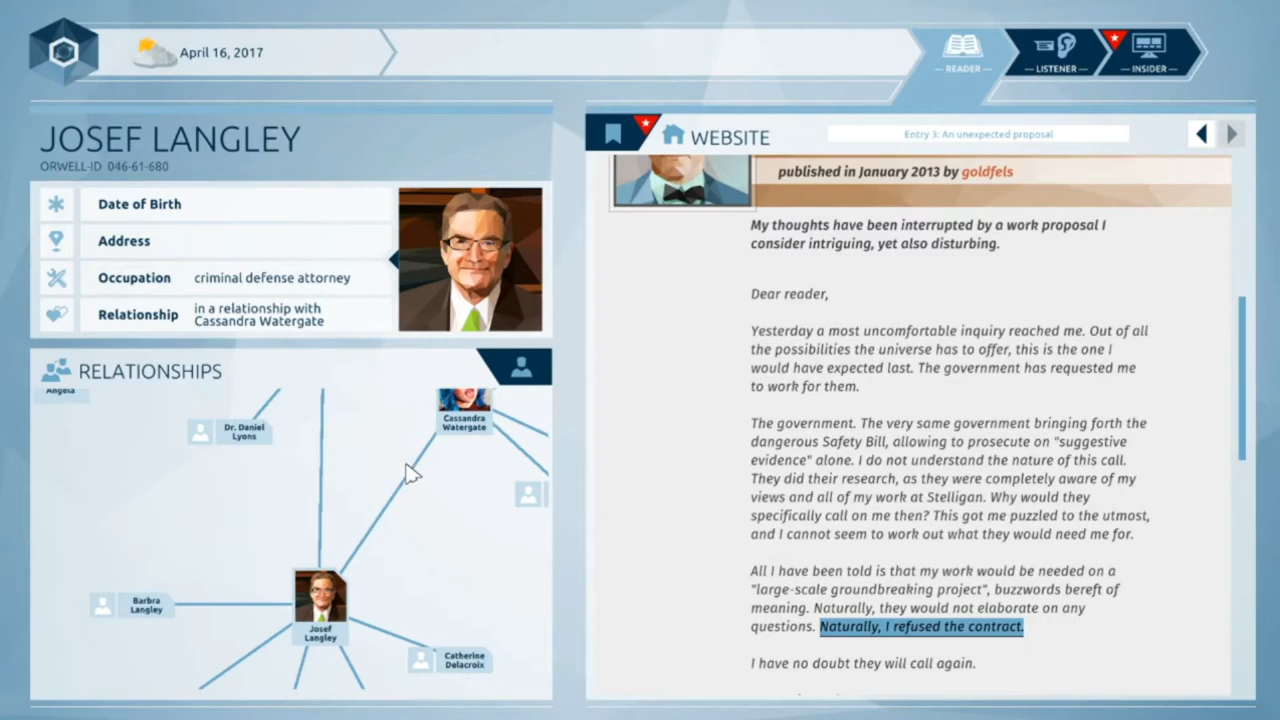 April 16, 2017
— READER —
— LISTENER —
— INSIDER —
JOSEF LANGLEY
ORWELL-ID 046-61-680
Date of Birth
Address
Occupation criminal defense attorney
Relationship in a relationship with
Cassandra Watergate
RELATIONSHIPS
Angela
Dr. Daniel
Lyons
Cassandra
Watergate
Barbra
Langley
Josef
Langley
Catherine
Delacroix
WEBSITE
Entry 3: An unexpected proposal
published in January 2013 by goldfels
My thoughts have been interrupted by a work proposal I
consider intriguing, yet also disturbing.
Dear reader,
Yesterday a most uncomfortable inquiry reached me. Out of all
the possibilities the universe has to offer, this is the one I
would have expected last. The government has requested me
to work for them.
The government. The very same government bringing forth the
dangerous Safety Bill, allowing to prosecute on "suggestive
evidence" alone. I do not understand the nature of this call.
They did their research, as they were completely aware of my
views and all of my work at Stelligan. Why would they
specifically call on me then? This got me puzzled to the utmost,
and I cannot seem to work out what they would need me for.
All I have been told is that my work would be needed on a
"large-scale groundbreaking project", buzzwords bereft of
meaning. Naturally, they would not elaborate on any
questions. Naturally, I refused the contract.
I have no doubt they will call again.